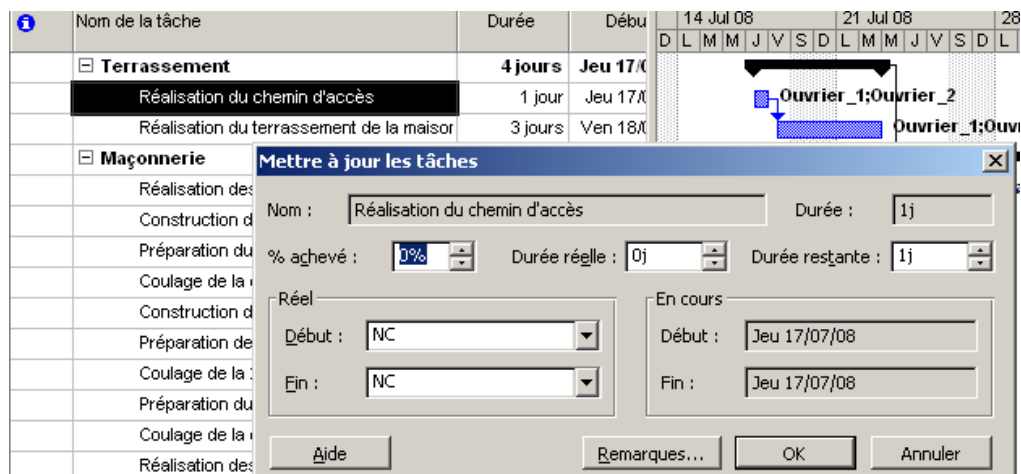 Nom de la tâche Durée Débu 14 Jul 08 21 Jul 08 28
D L M M J V S D L M M J V S D L
Terrassement 4 jours Jeu 17/0
Réalisation du chemin d'accès 1 jour Jeu 17/0 Ouvrier_1;Ouvrier_2
Réalisation du terrassement de la maison 3 jours Ven 18/0 Ouvrier_1;Ouvri
Maçonnerie
Mettre à jour les tâches
Réalisation des
Nom : Réalisation du chemin d'accès Durée : 1j
Construction d
Préparation du
% achevé : 0% Durée réelle : 0j Durée restante : 1j
Coulage de la
Réel En cours
Construction d
Début : NC Début : Jeu 17/07/08
Préparation de
Coulage de la
Fin : NC Fin : Jeu 17/07/08
Préparation du
Coulage de la
Aide Remarques... OK Annuler
Réalisation des